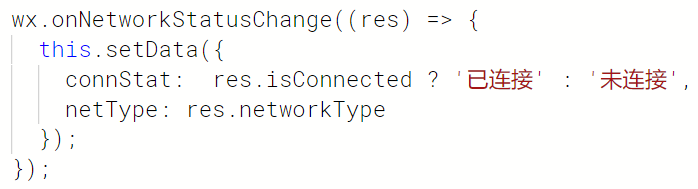 wx.onNetworkStatusChange((res) => {
  this.setData({
    connStat:  res.isConnected ? '已连接' : '未连接',
    netType: res.networkType
  });
});